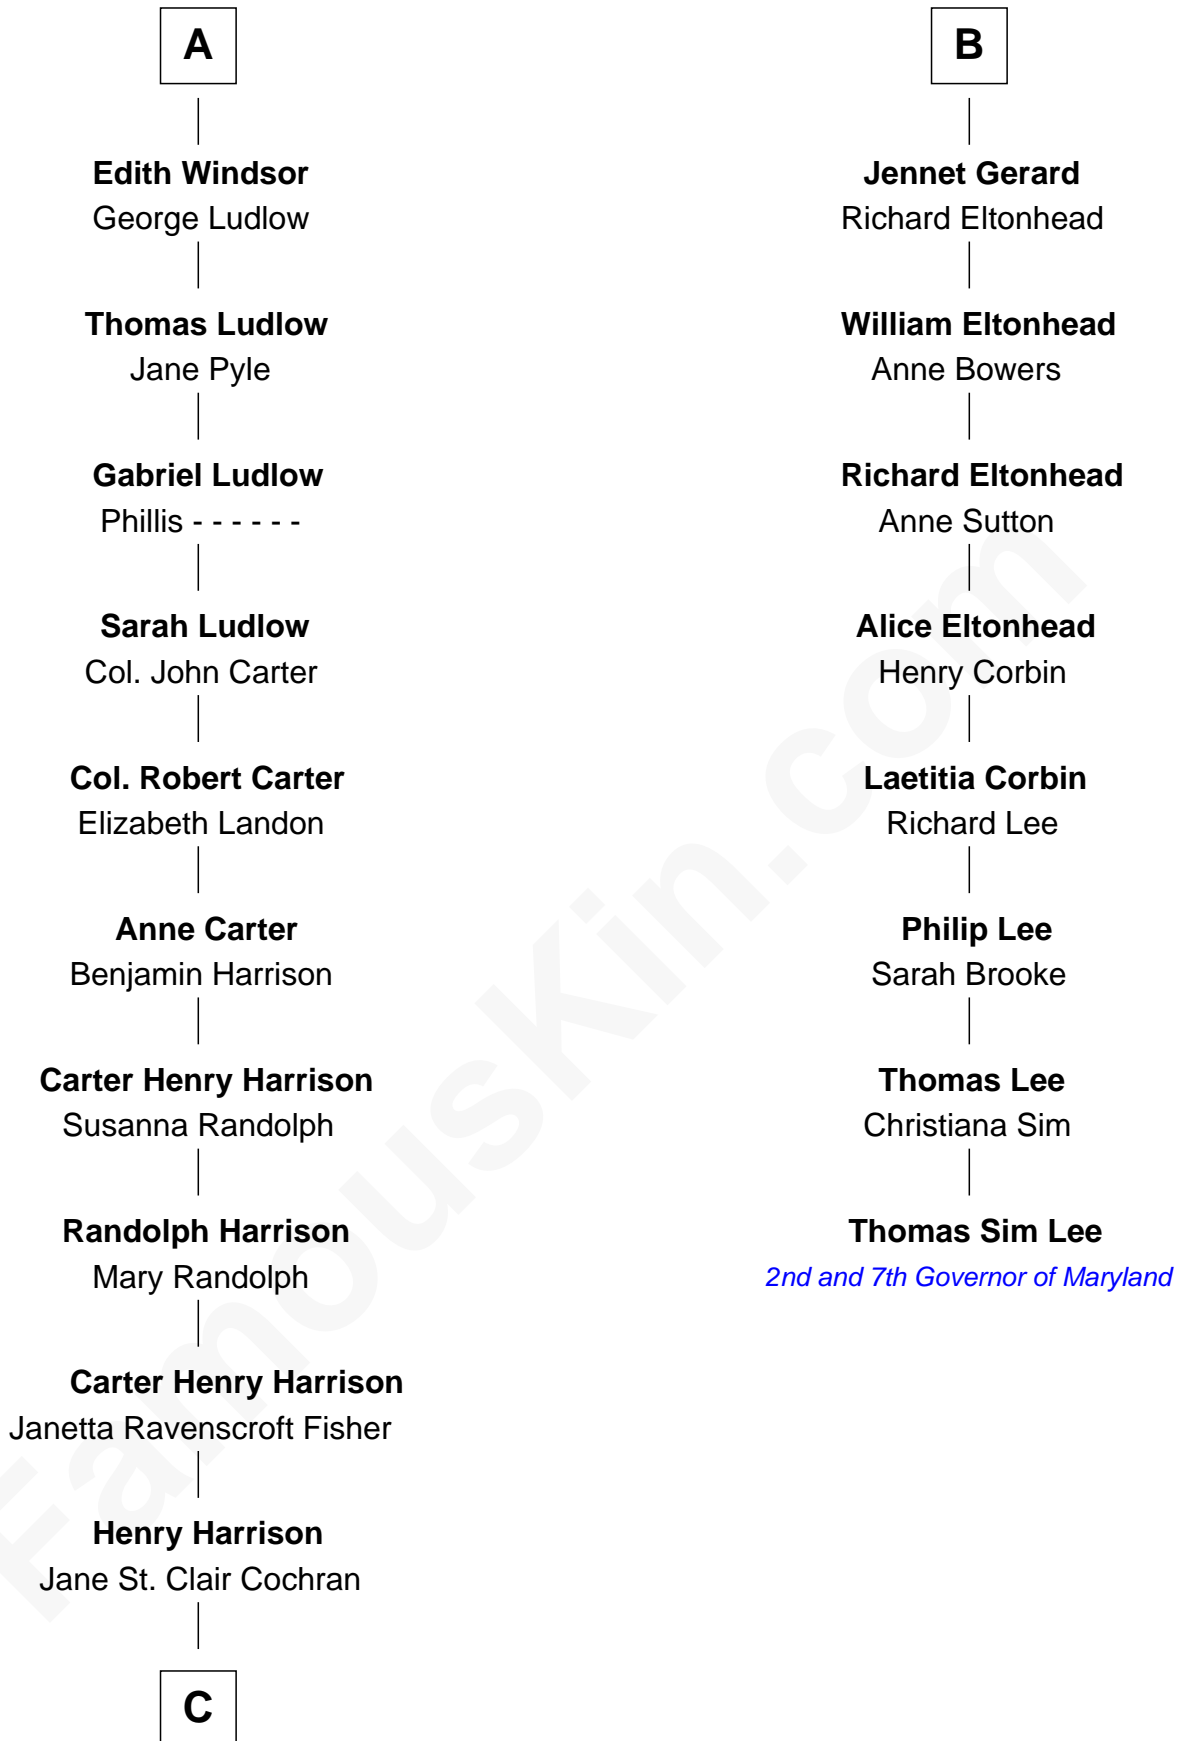 A
Edith Windsor
George Ludlow
Thomas Ludlow
Jane Pyle
Gabriel Ludlow
Phillis - - - - - -
Sarah Ludlow
Col. John Carter
Col. Robert Carter
Elizabeth Landon
Anne Carter
Benjamin Harrison
Carter Henry Harrison
Susanna Randolph
Randolph Harrison
Mary Randolph
Carter Henry Harrison
Janetta Ravenscroft Fisher
Henry Harrison
Jane St. Clair Cochran
C
B
Jennet Gerard
Richard Eltonhead
William Eltonhead
Anne Bowers
Richard Eltonhead
Anne Sutton
Alice Eltonhead
Henry Corbin
Laetitia Corbin
Richard Lee
Philip Lee
Sarah Brooke
Thomas Lee
Christiana Sim
Thomas Sim Lee
2nd and 7th Governor of Maryland
FamousKin.com